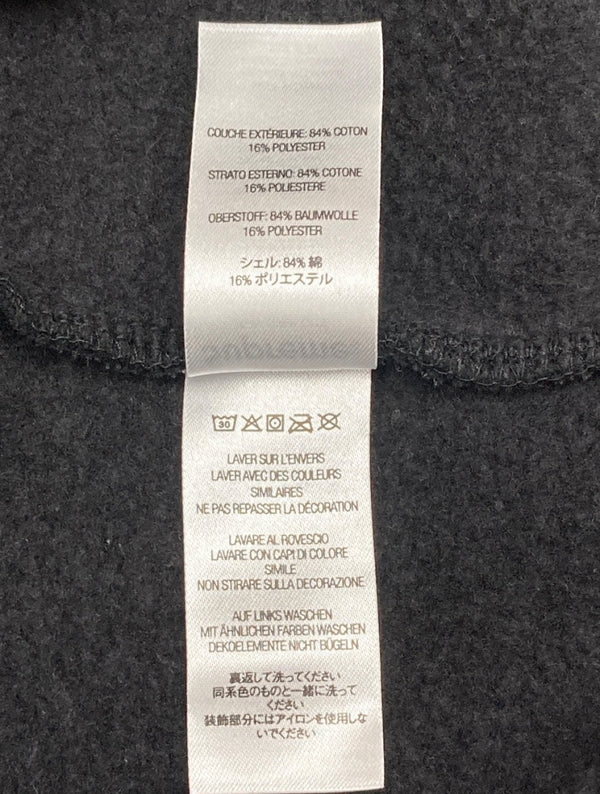 COUCHE EXTÉRIEURE: 84% COTON
16% POLYESTER
STRATO ESTERNO: 84% COTONE
16% POLIESTERE
OBERSTOFF: 84% BAUMWOLLE
16% POLYESTER
シェル: 84% 綿
16% ポリエステル
30
LAVER SUR L'ENVERS
LAVER AVEC DES COULEURS
SIMILAIRES
NE PAS REPASSER LA DÉCORATION
LAVARE AL ROVESCIO
LAVARE CON CAPI DI COLORE
SIMILE
NON STIRARE SULLA DECORAZIONE
AUF LINKS WASCHEN
MIT ÄHNLICHEN FARBEN WASCHEN
DEKOELEMENTE NICHT BÜGELN
裏返して洗ってください
同系色のものと一緒に洗って
ください
装飾部分にはアイロンを使用しな
いでください